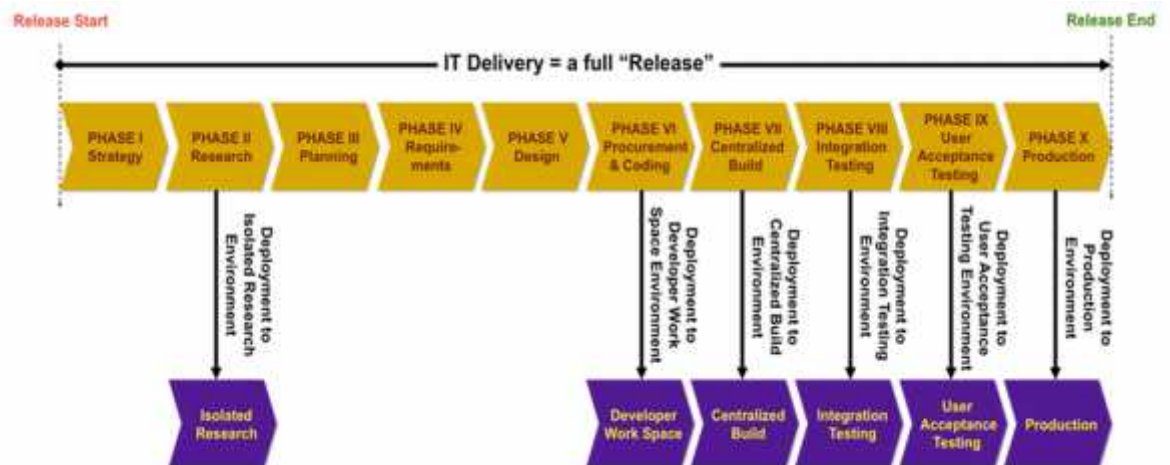 Release Start
Release End
IT Delivery = a full “Release”
PHASE I
Strategy
PHASE II
Research
PHASE III
Planning
PHASE IV
Require-
ments
PHASE V
Design
PHASE VI
Procurement
& Coding
PHASE VII
Centralized
Build
PHASE VIII
Integration
Testing
PHASE IX
User
Acceptance
Testing
PHASE X
Production
Deployment to
Isolated Research
Environment
Deployment to
Developer Work
Space Environment
Deployment to
Centralized Build
Environment
Deployment to
Integration Testing
Environment
Deployment to
User Acceptance
Testing Environment
Deployment to
Production
Environment
Isolated
Research
Developer
Work Space
Centralized
Build
Integration
Testing
User
Acceptance
Testing
Production